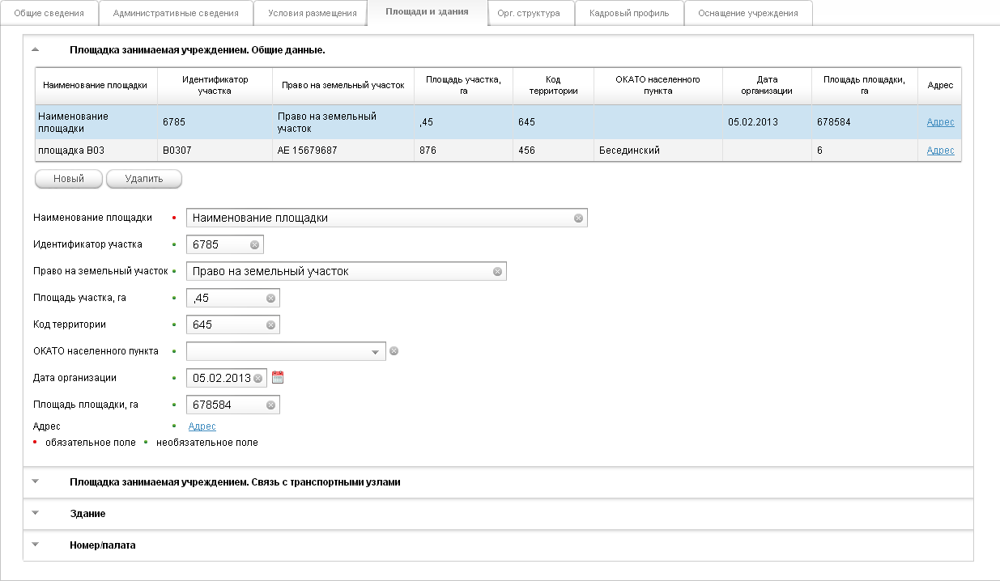 Общие сведения Административные сведения Условия размещения Площади и здания Орг. структура Кадровый профиль Оснащение учреждения
Площадка занимаемая учреждением. Общие данные.
Наименование площадки Идентификатор участка Право на земельный участок Площадь участка, га Код территории ОКАТО населенного пункта Дата организации Площадь площадки, га Адрес
Наименование площадки 6785 Право на земельный участок ,45 645 05.02.2013 678584 Адрес
площадка В03 В0307 АЕ 15679687 876 456 Бесединский 6 Адрес
Новый Удалить
Наименование площадки Наименование площадки
Идентификатор участка 6785
Право на земельный участок Право на земельный участок
Площадь участка, га ,45
Код территории 645
ОКАТО населенного пункта
Дата организации 05.02.2013
Площадь площадки, га 678584
Адрес Адрес
обязательное поле необязательное поле
Площадка занимаемая учреждением. Связь с транспортными узлами
Здание
Номер/палата